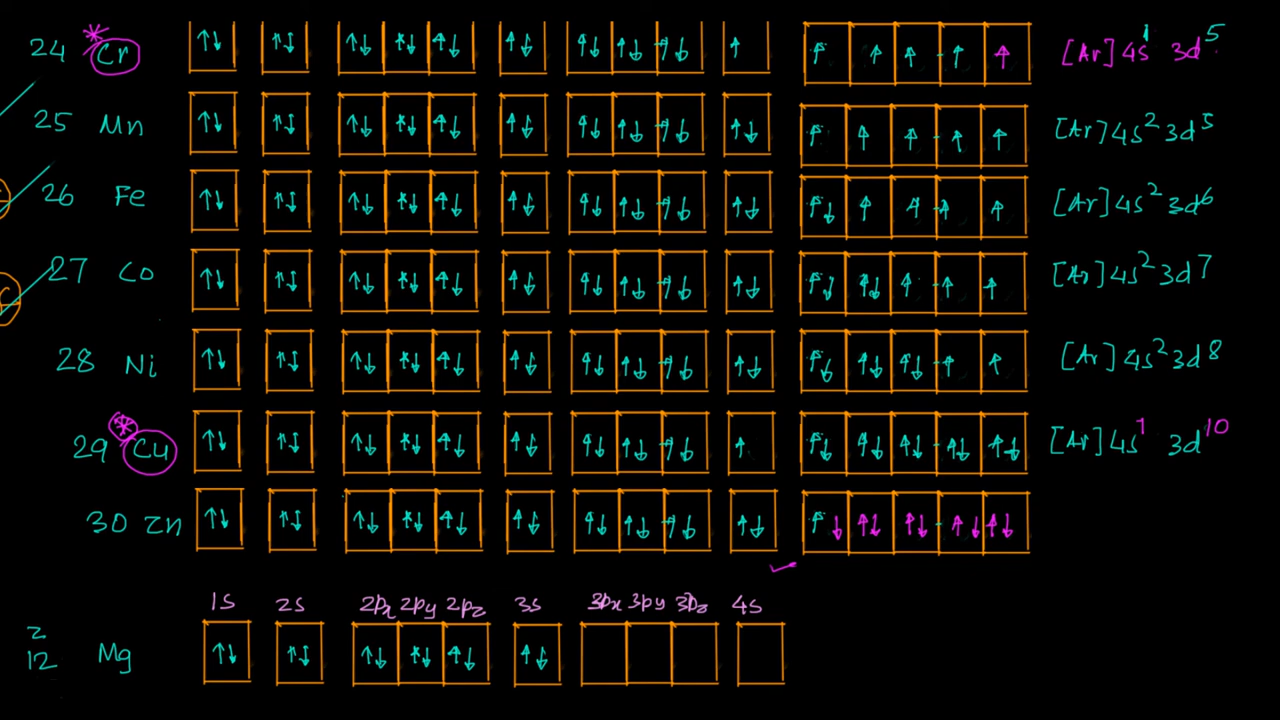 24 *Cr [Ar] 4s¹ 3d⁵
25 Mn [Ar] 4s² 3d⁵
26 Fe [Ar] 4s² 3d⁶
27 Co [Ar] 4s² 3d⁷
28 Ni [Ar] 4s² 3d⁸
29 *Cu [Ar] 4s¹ 3d¹⁰
30 Zn
1s 2s 2px 2py 2pz 3s 3px 3py 3pz 4s
2
12 Mg